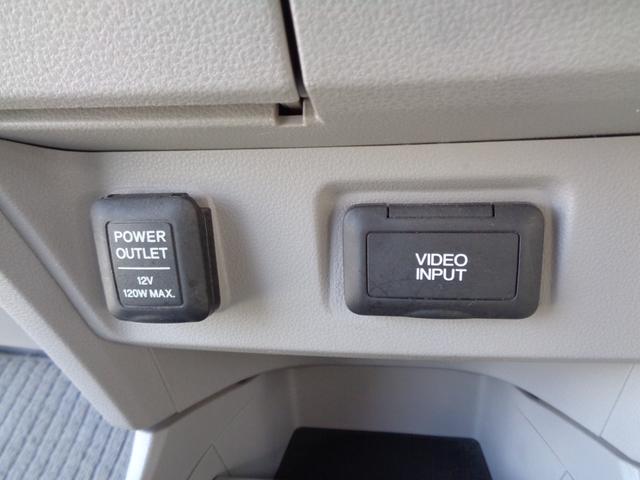 POWER
OUTLET
12V
120W MAX.
VIDEO
INPUT